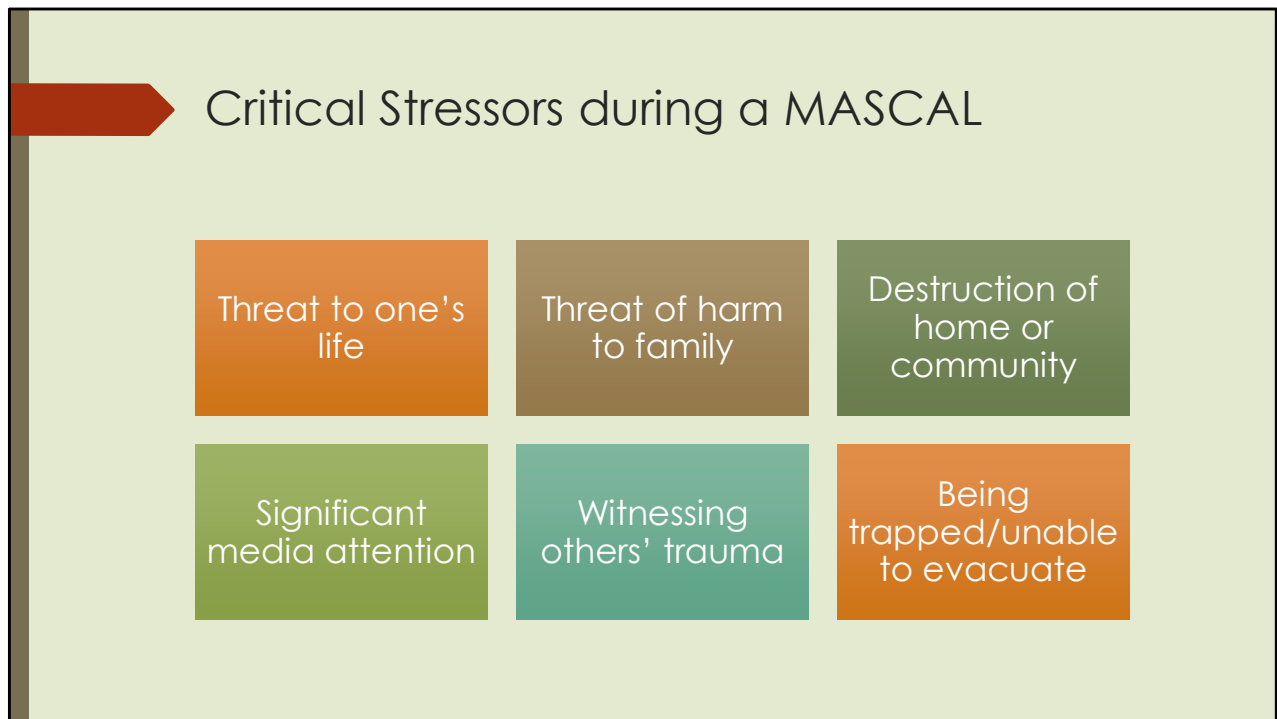 Critical Stressors during a MASCAL
Threat to one’s
life
Threat of harm
to family
Destruction of
home or
community
Significant
media attention
Witnessing
others’ trauma
Being
trapped/unable
to evacuate